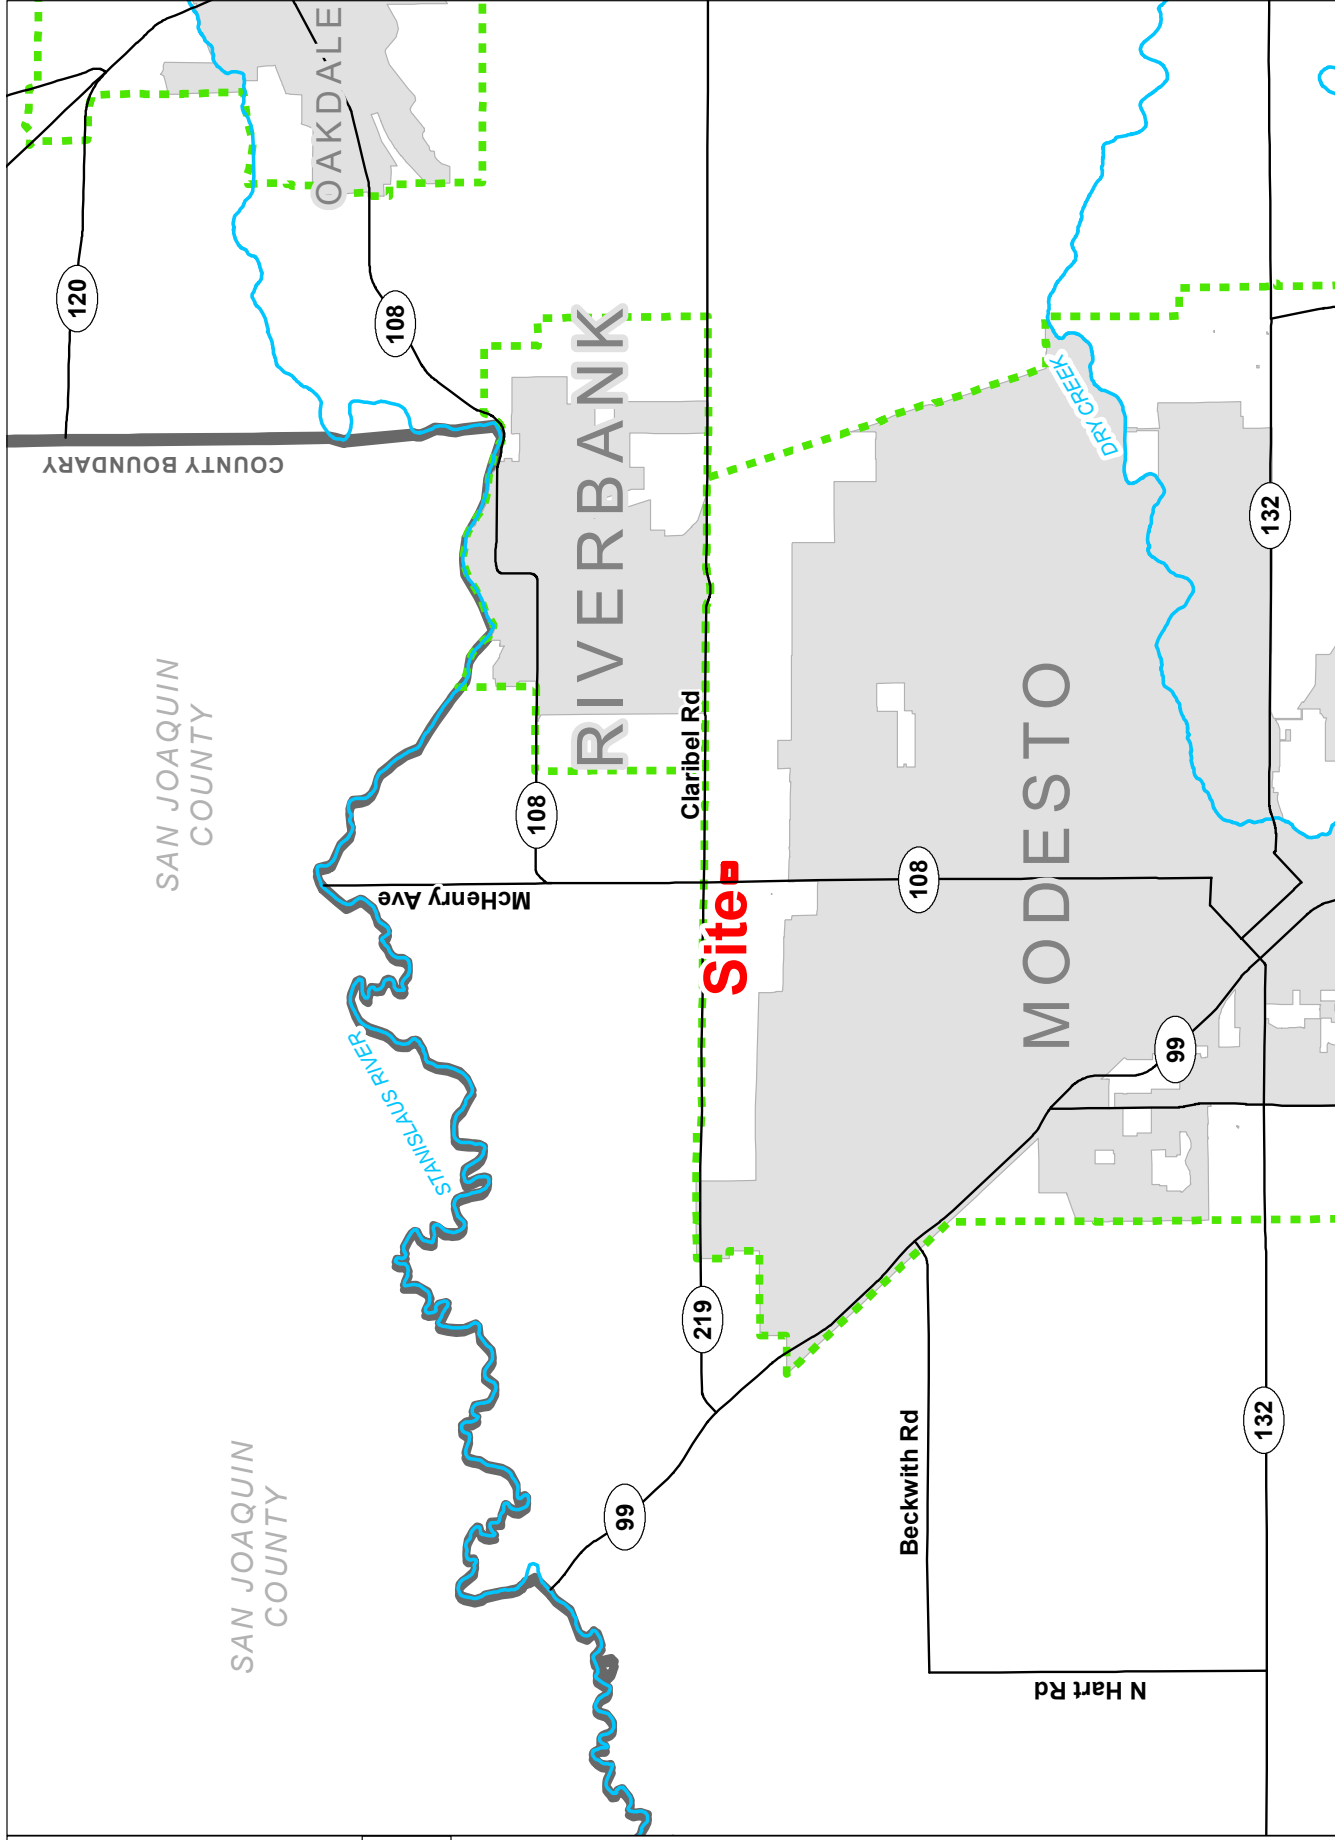 120
COUNTY BOUNDARY
SAN JOAQUIN
COUNTY
SAN JOAQUIN
COUNTY
OAKDALE
108
STANISLAUS RIVER
McHenry Ave
108
RIVERBANK
99
Claribel Rd
219
Site
Beckwith Rd
108
MODESTO
DRY CREEK
N Hart Rd
99
132
132